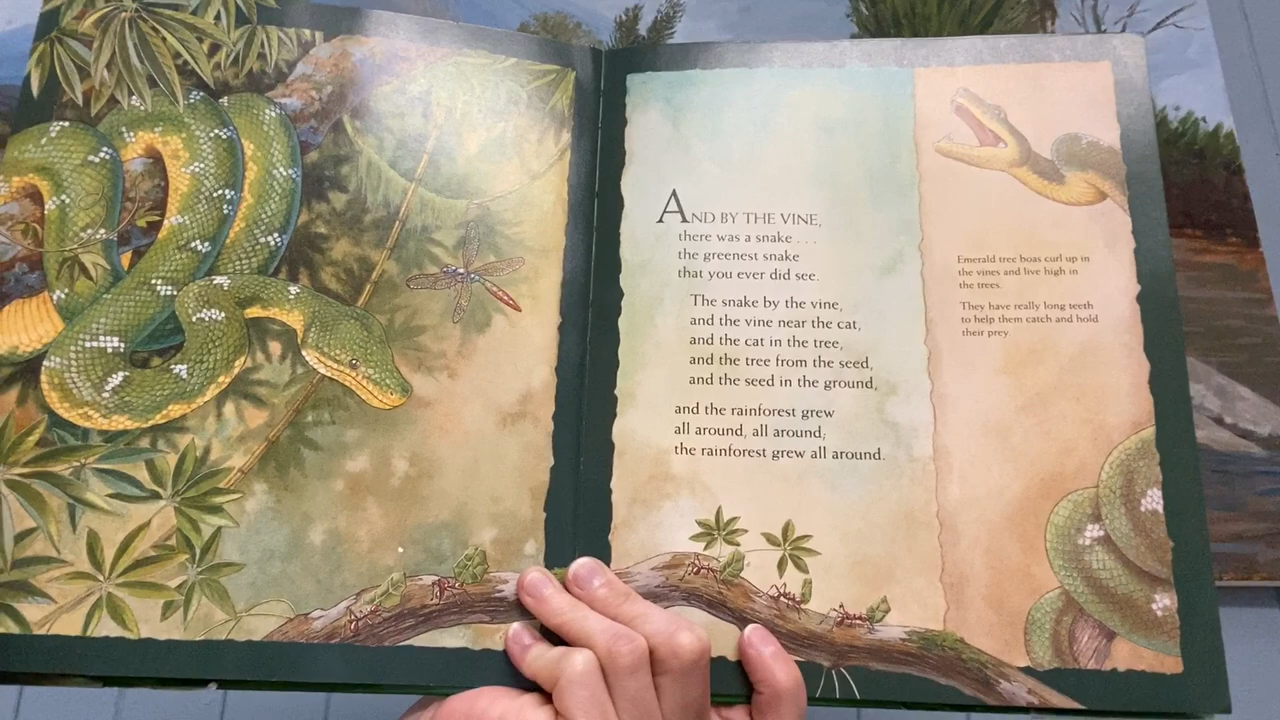 AND BY THE VINE,
there was a snake . . .
the greenest snake
that you ever did see.
The snake by the vine,
and the vine near the cat,
and the cat in the tree,
and the tree from the seed,
and the seed in the ground,
and the rainforest grew
all around, all around;
the rainforest grew all around.
Emerald tree boas curl up in
the vines and live high in
the trees.
They have really long teeth
to help them catch and hold
their prey.